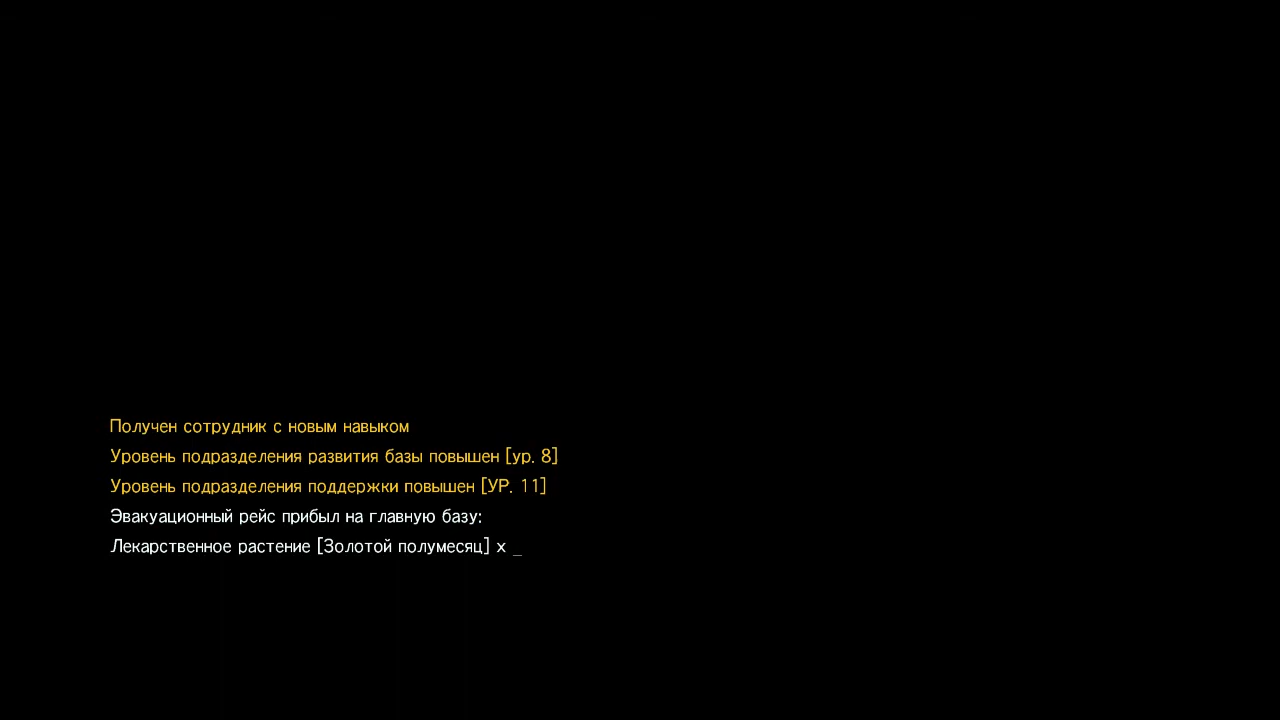 Получен сотрудник с новым навыком
Уровень подразделения развития базы повышен [ур. 8]
Уровень подразделения поддержки повышен [УР. 11]
Эвакуационный рейс прибыл на главную базу:
Лекарственное растение [Золотой полумесяц] x _